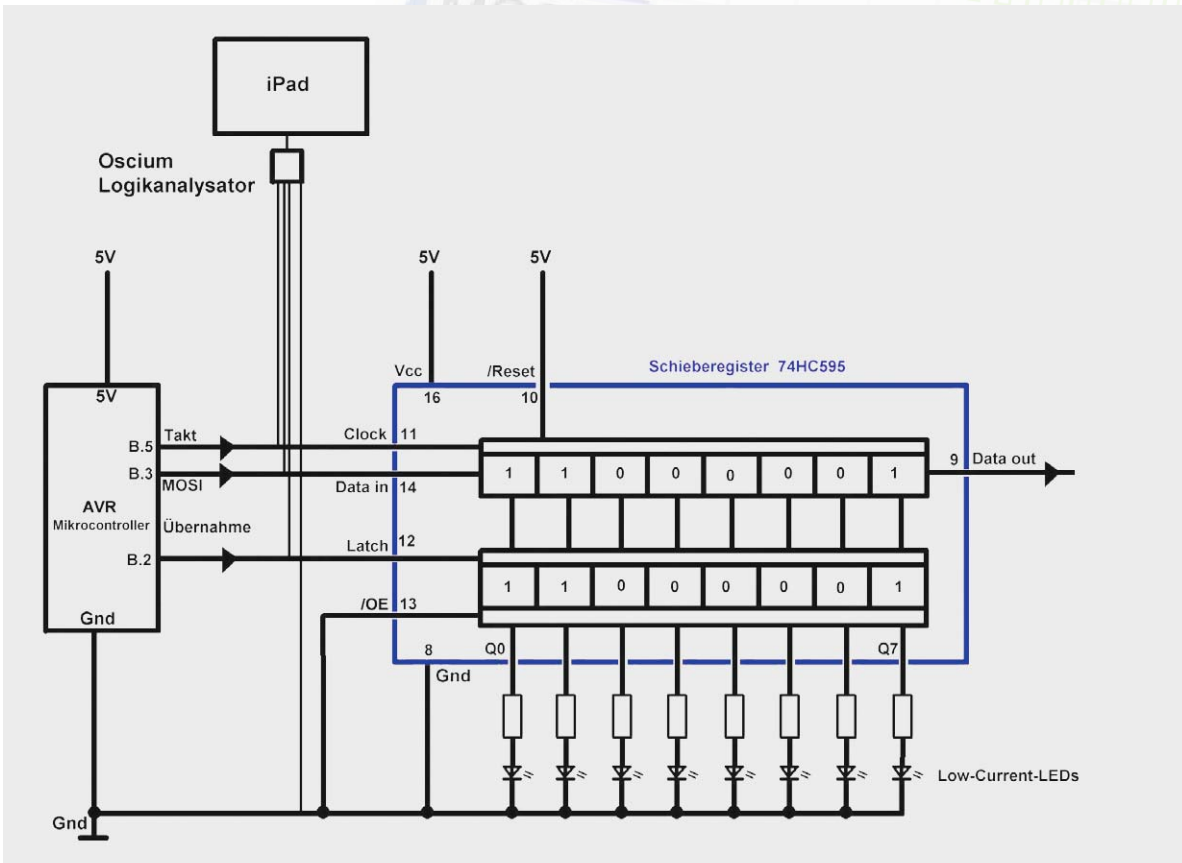 iPad
Oscium
Logikanalysator
5V
5V
5V
Vcc
16
/Reset
10
Schieberegister 74HC595
5V
B.5
Takt
Clock
11
B.3
MOSI
Data in
14
1 1 0 0 0 0 0 1
9
Data out
AVR
Mikrocontroller
Übernahme
B.2
Latch
12
1 1 0 0 0 0 0 1
/OE
13
Gnd
8
Gnd
Q0
Q7
Low-Current-LEDs
Gnd